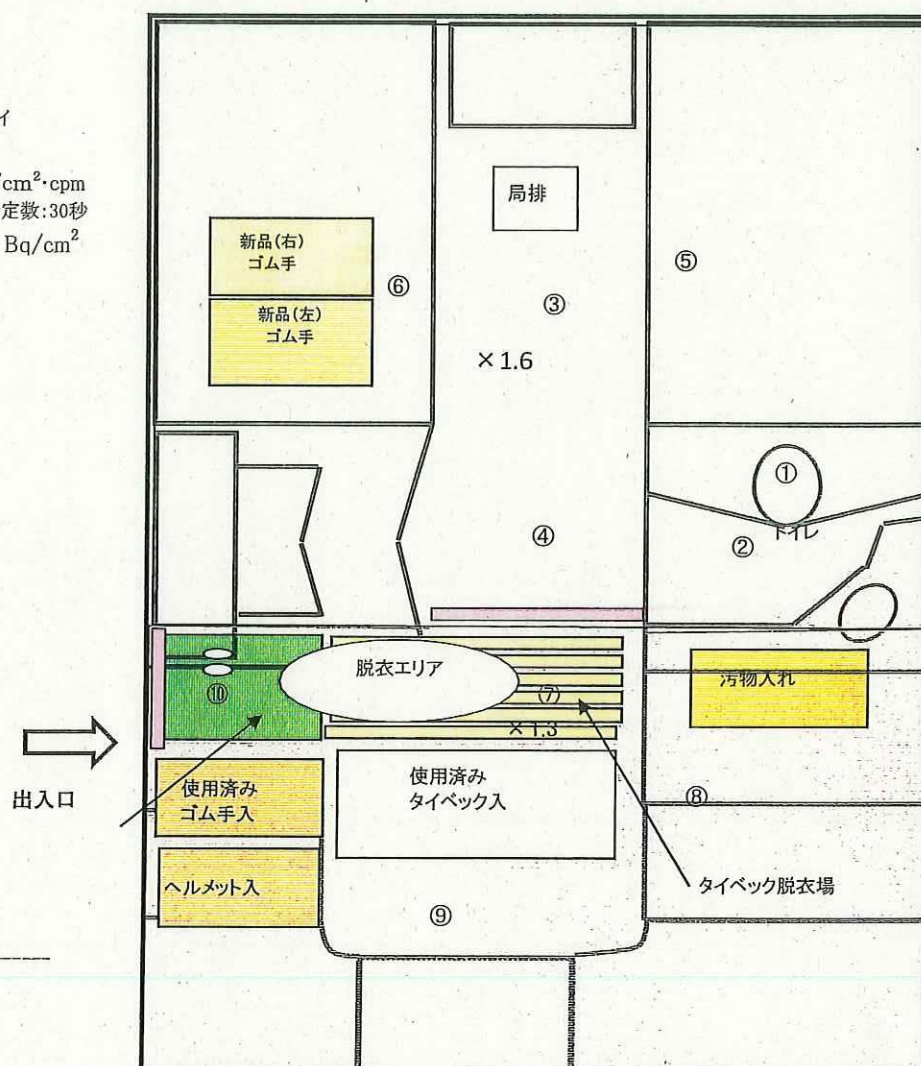 イ
/cm²・cpm
定数:30秒
Bq/cm²
局排
新品(右)
ゴム手
⑥
⑤
新品(左)
ゴム手
③
×1.6
①
④
②
トイレ
脱衣エリア
⑩
⑦
汚物入れ
×1.3
出入口
使用済み
ゴム手入
使用済み
タイベック入
⑧
ヘルメット入
タイベック脱衣場
⑨